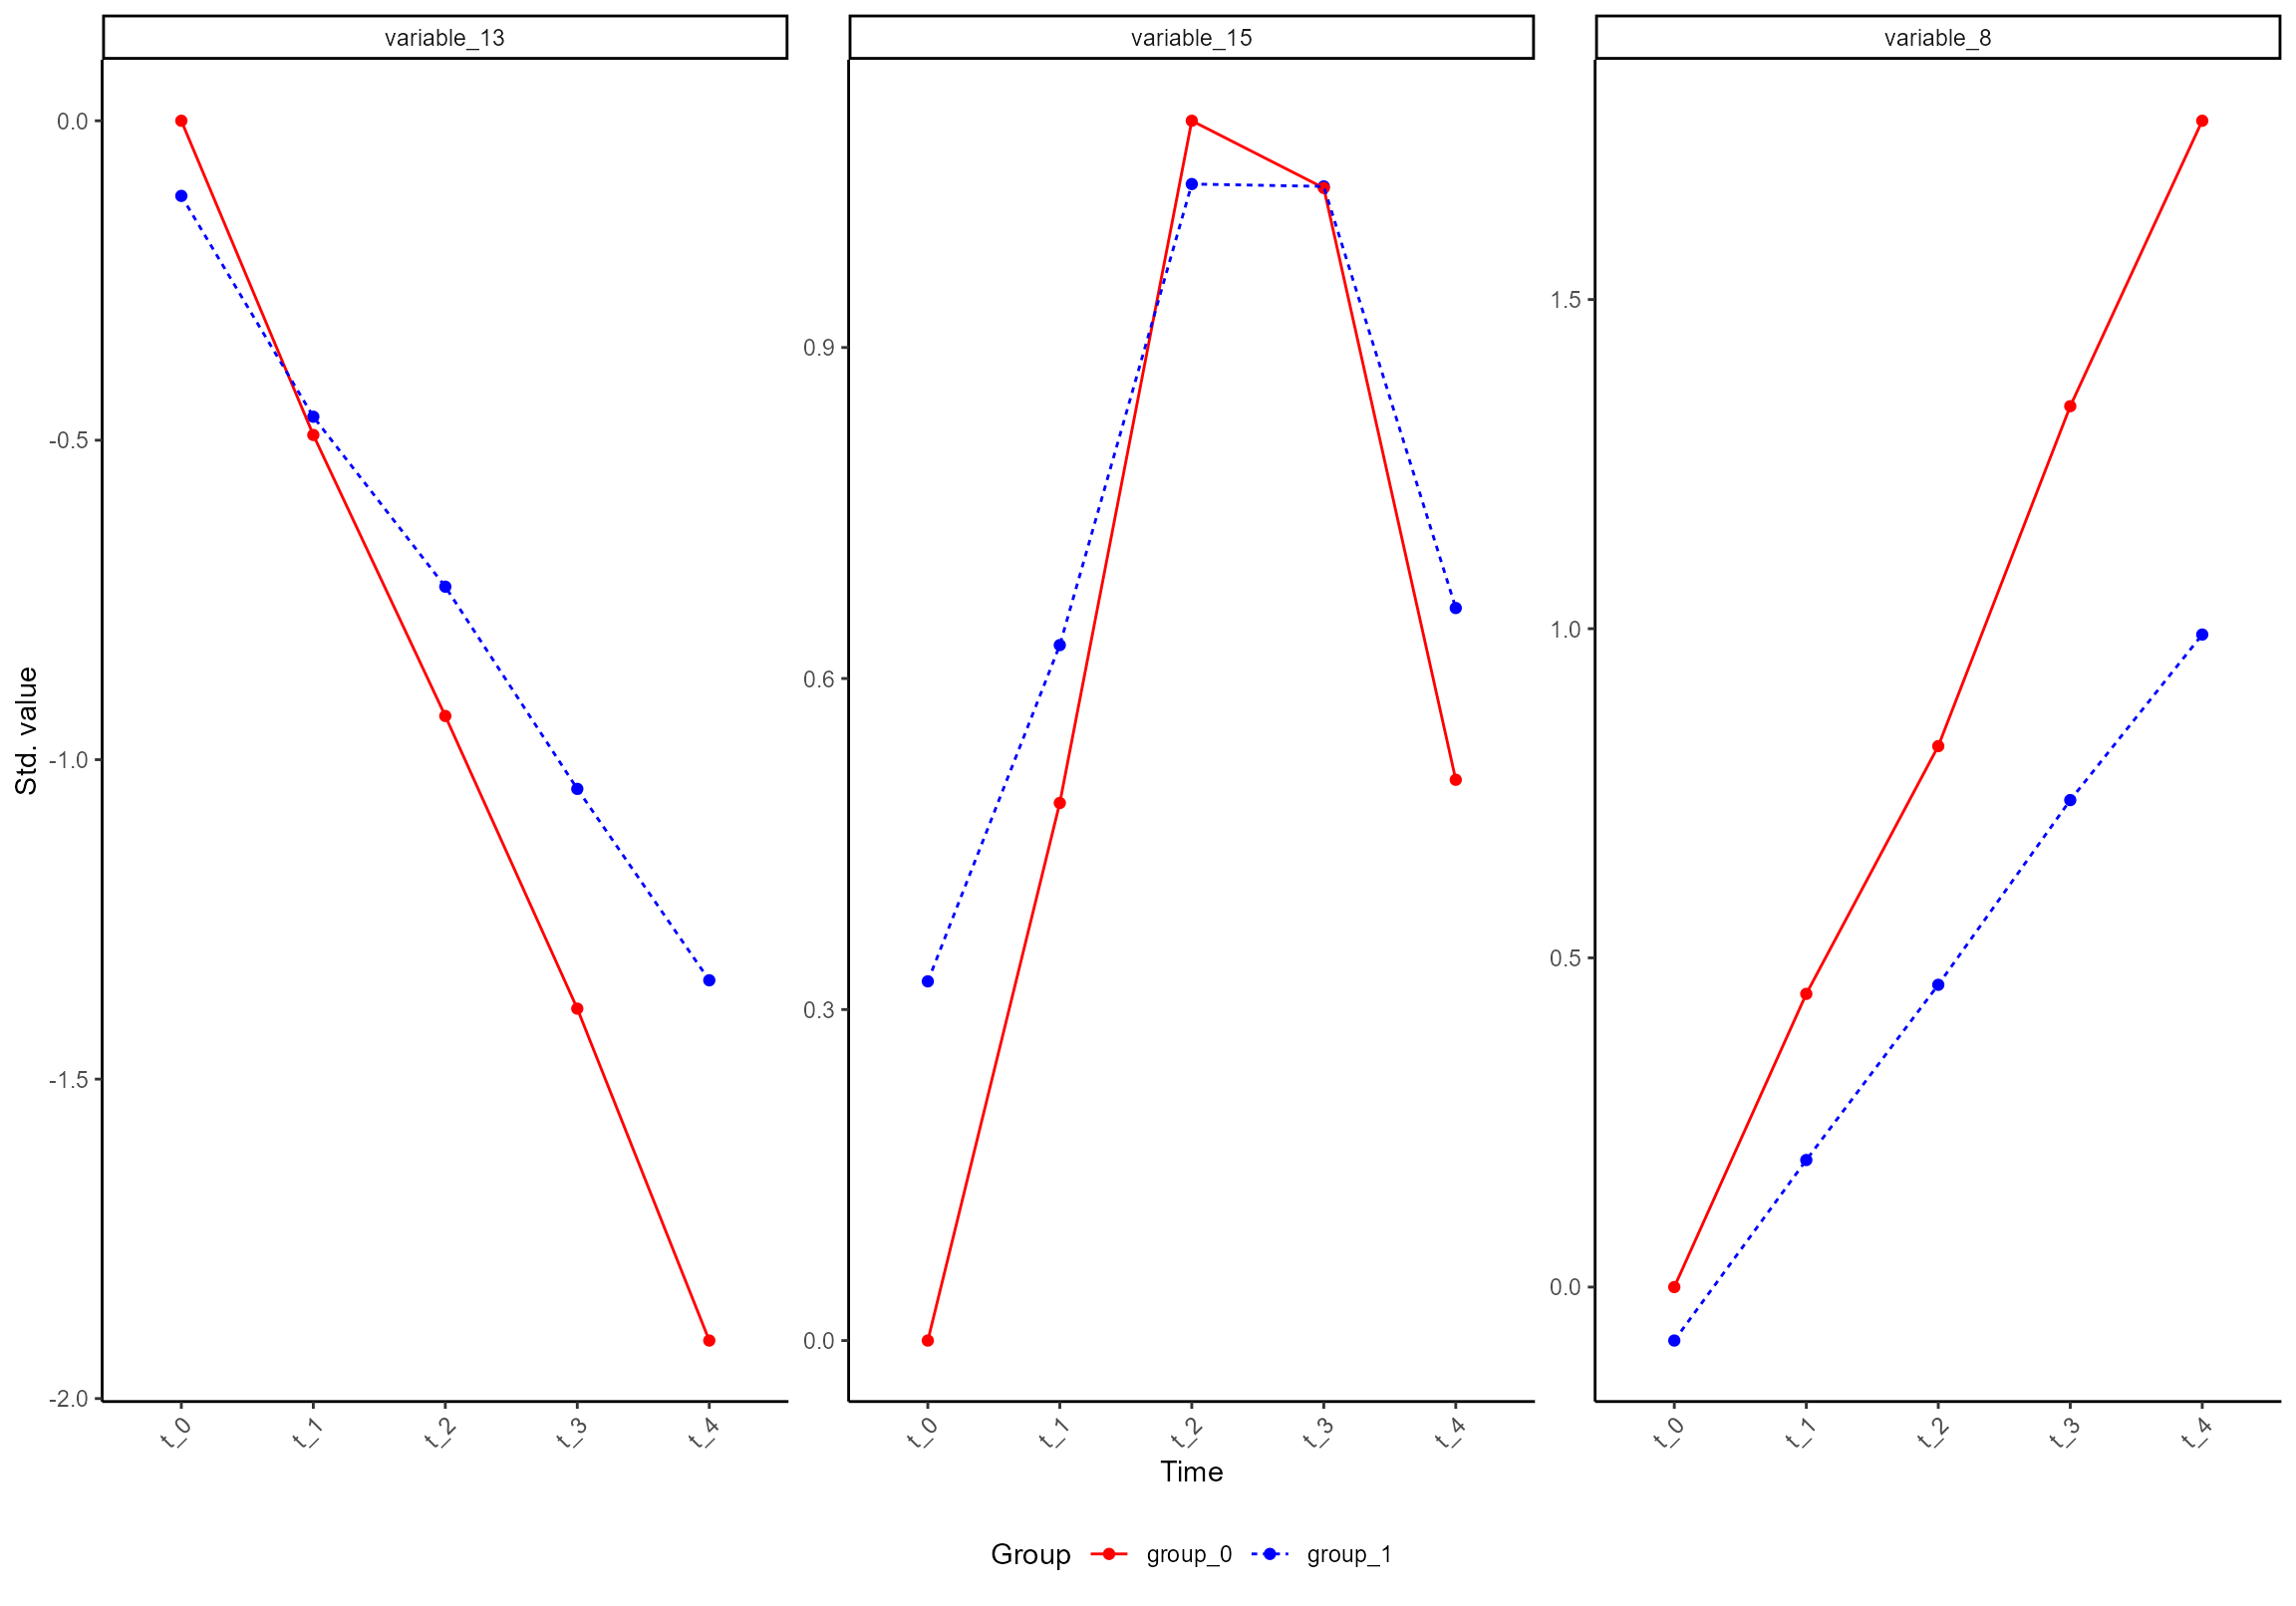 variable_13
variable_15
variable_8
Std. value
0.0
-0.5
-1.0
-1.5
-2.0
0.9
0.6
0.3
0.0
1.5
1.0
0.5
0.0
t_0 t_1 t_2 t_3 t_4
t_0 t_1 t_2 t_3 t_4
t_0 t_1 t_2 t_3 t_4
Time
Group group_0 group_1